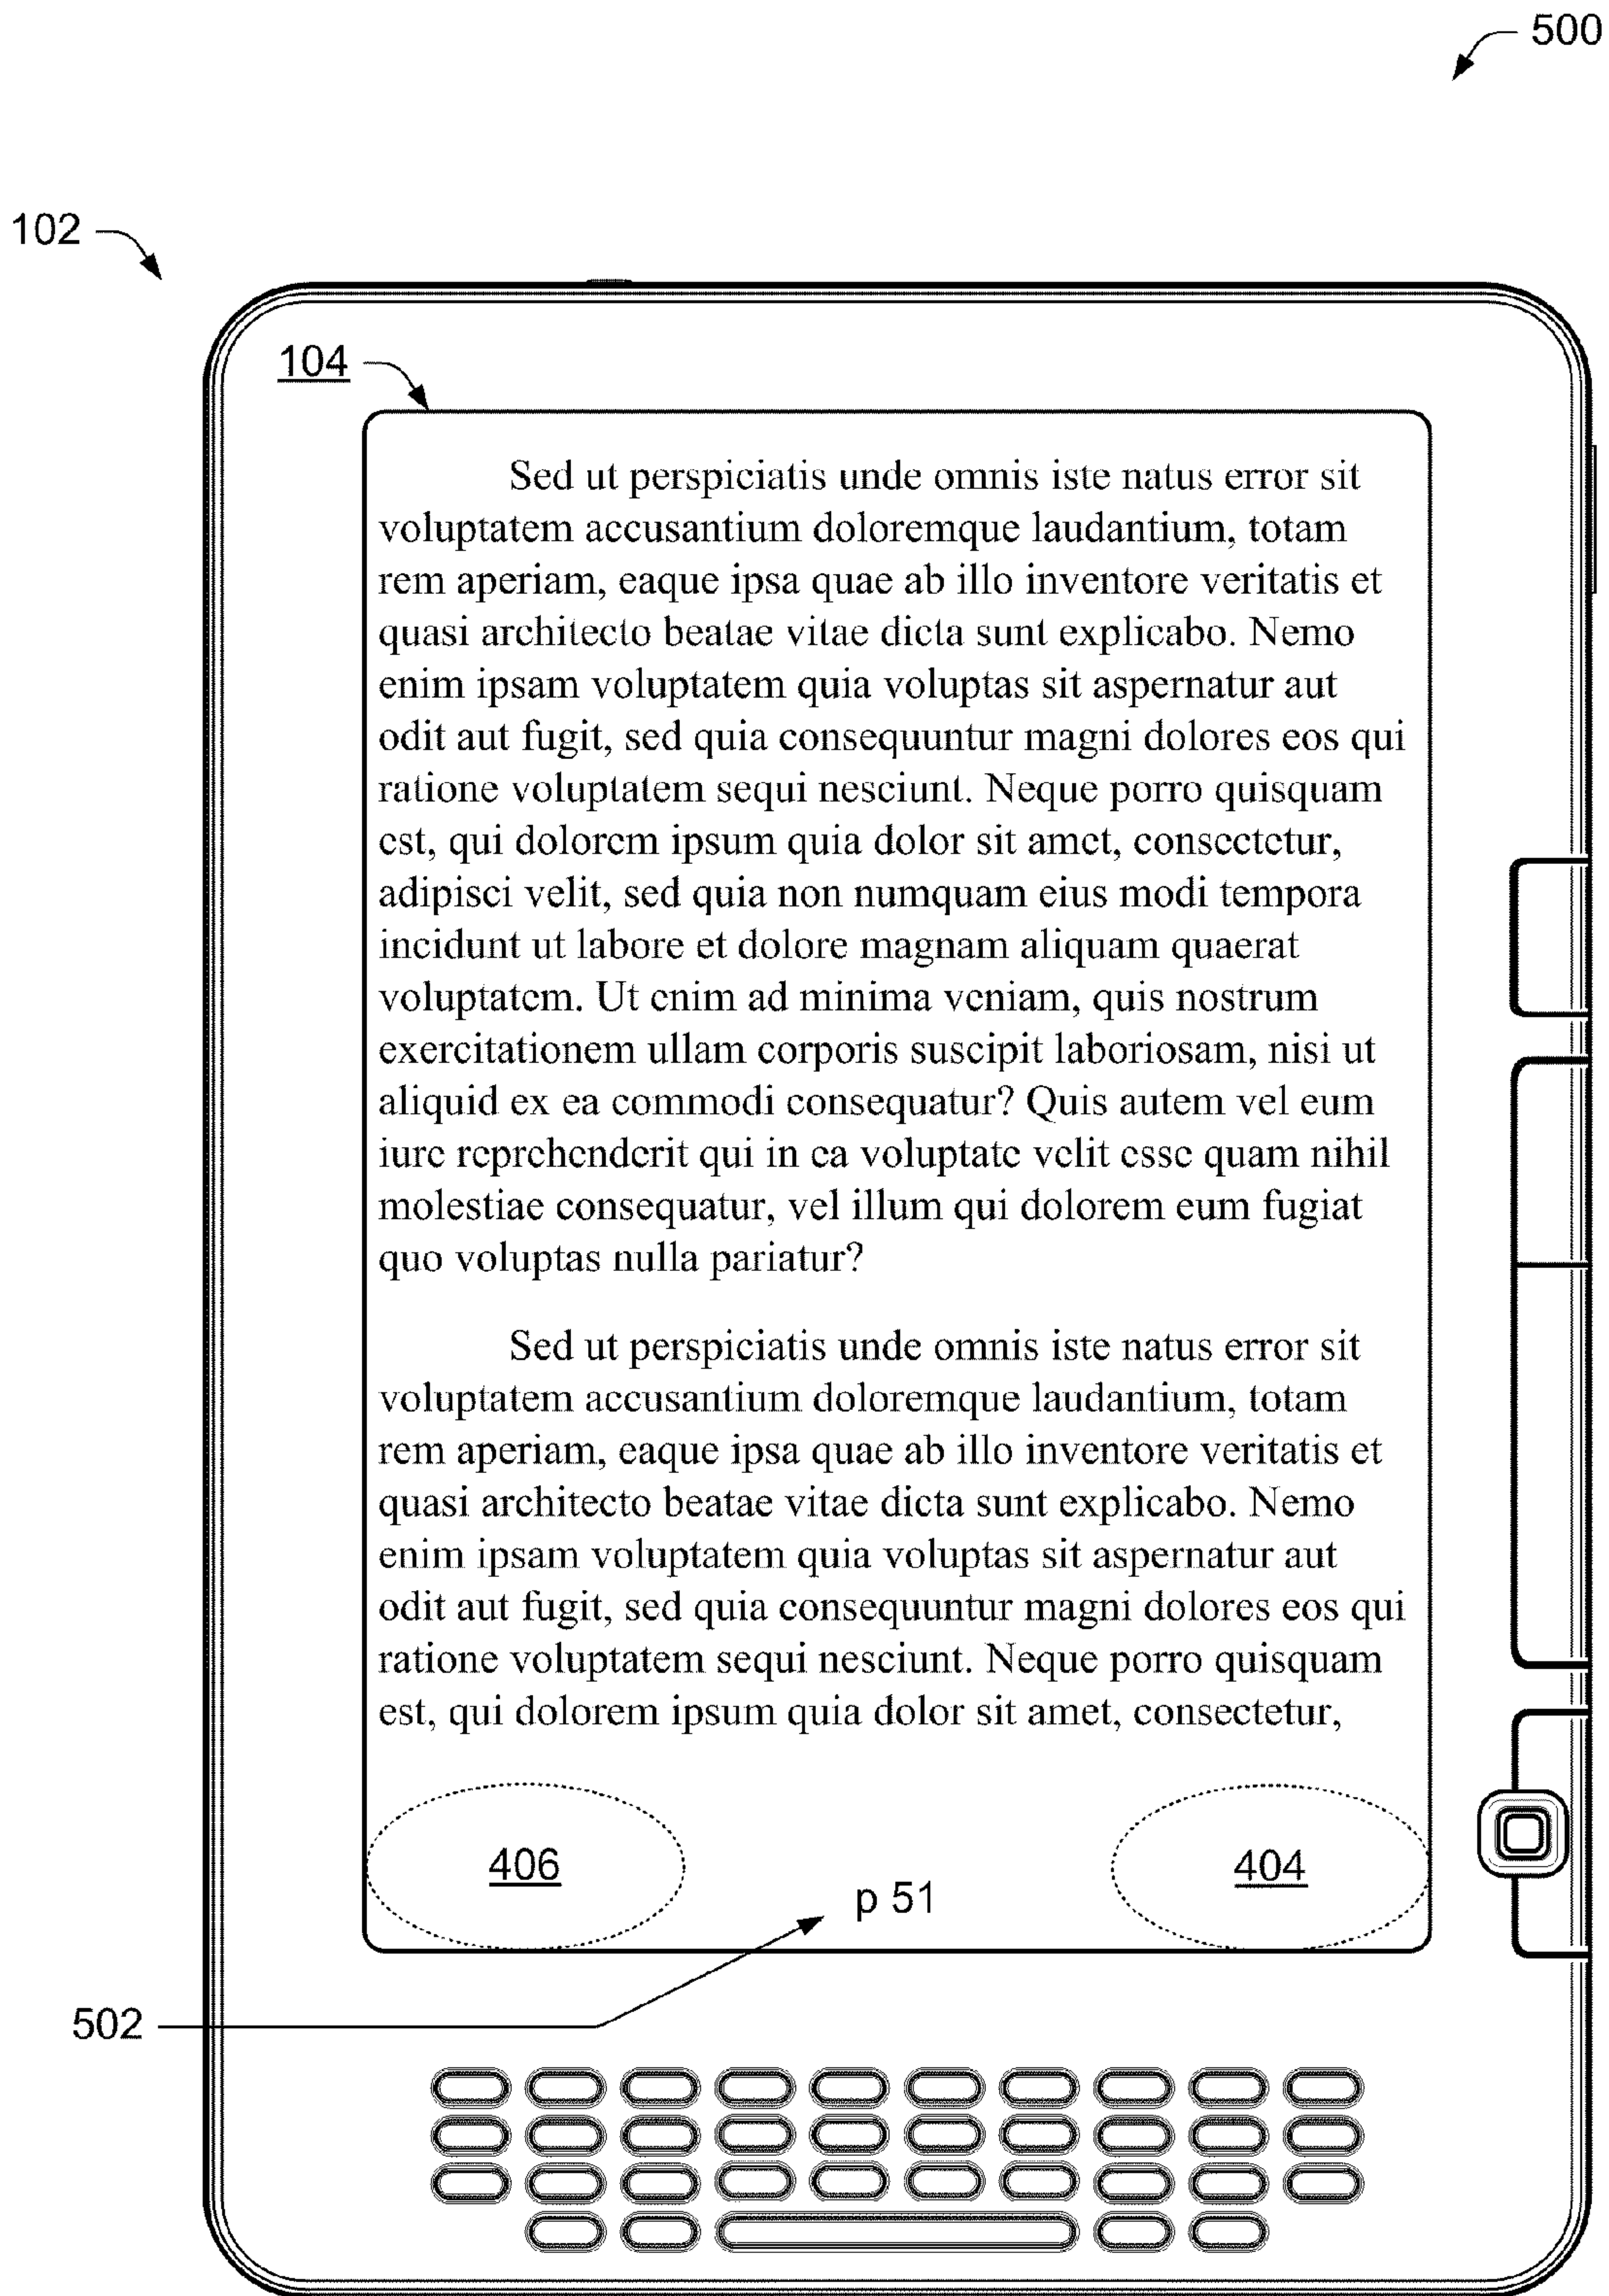 500
102
104
Sed ut perspiciatis unde omnis iste natus error sit
voluptatem accusantium doloremque laudantium, totam
rem aperiam, eaque ipsa quae ab illo inventore veritatis et
quasi architecto beatae vitae dicta sunt explicabo. Nemo
enim ipsam voluptatem quia voluptas sit aspernatur aut
odit aut fugit, sed quia consequuntur magni dolores eos qui
ratione voluptatem sequi nesciunt. Neque porro quisquam
est, qui dolorem ipsum quia dolor sit amet, consectetur,
adipisci velit, sed quia non numquam eius modi tempora
incidunt ut labore et dolore magnam aliquam quaerat
voluptatem. Ut enim ad minima veniam, quis nostrum
exercitationem ullam corporis suscipit laboriosam, nisi ut
aliquid ex ea commodi consequatur? Quis autem vel eum
iure reprehenderit qui in ea voluptate velit esse quam nihil
molestiae consequatur, vel illum qui dolorem eum fugiat
quo voluptas nulla pariatur?
Sed ut perspiciatis unde omnis iste natus error sit
voluptatem accusantium doloremque laudantium, totam
rem aperiam, eaque ipsa quae ab illo inventore veritatis et
quasi architecto beatae vitae dicta sunt explicabo. Nemo
enim ipsam voluptatem quia voluptas sit aspernatur aut
odit aut fugit, sed quia consequuntur magni dolores eos qui
ratione voluptatem sequi nesciunt. Neque porro quisquam
est, qui dolorem ipsum quia dolor sit amet, consectetur,
406
404
p 51
502